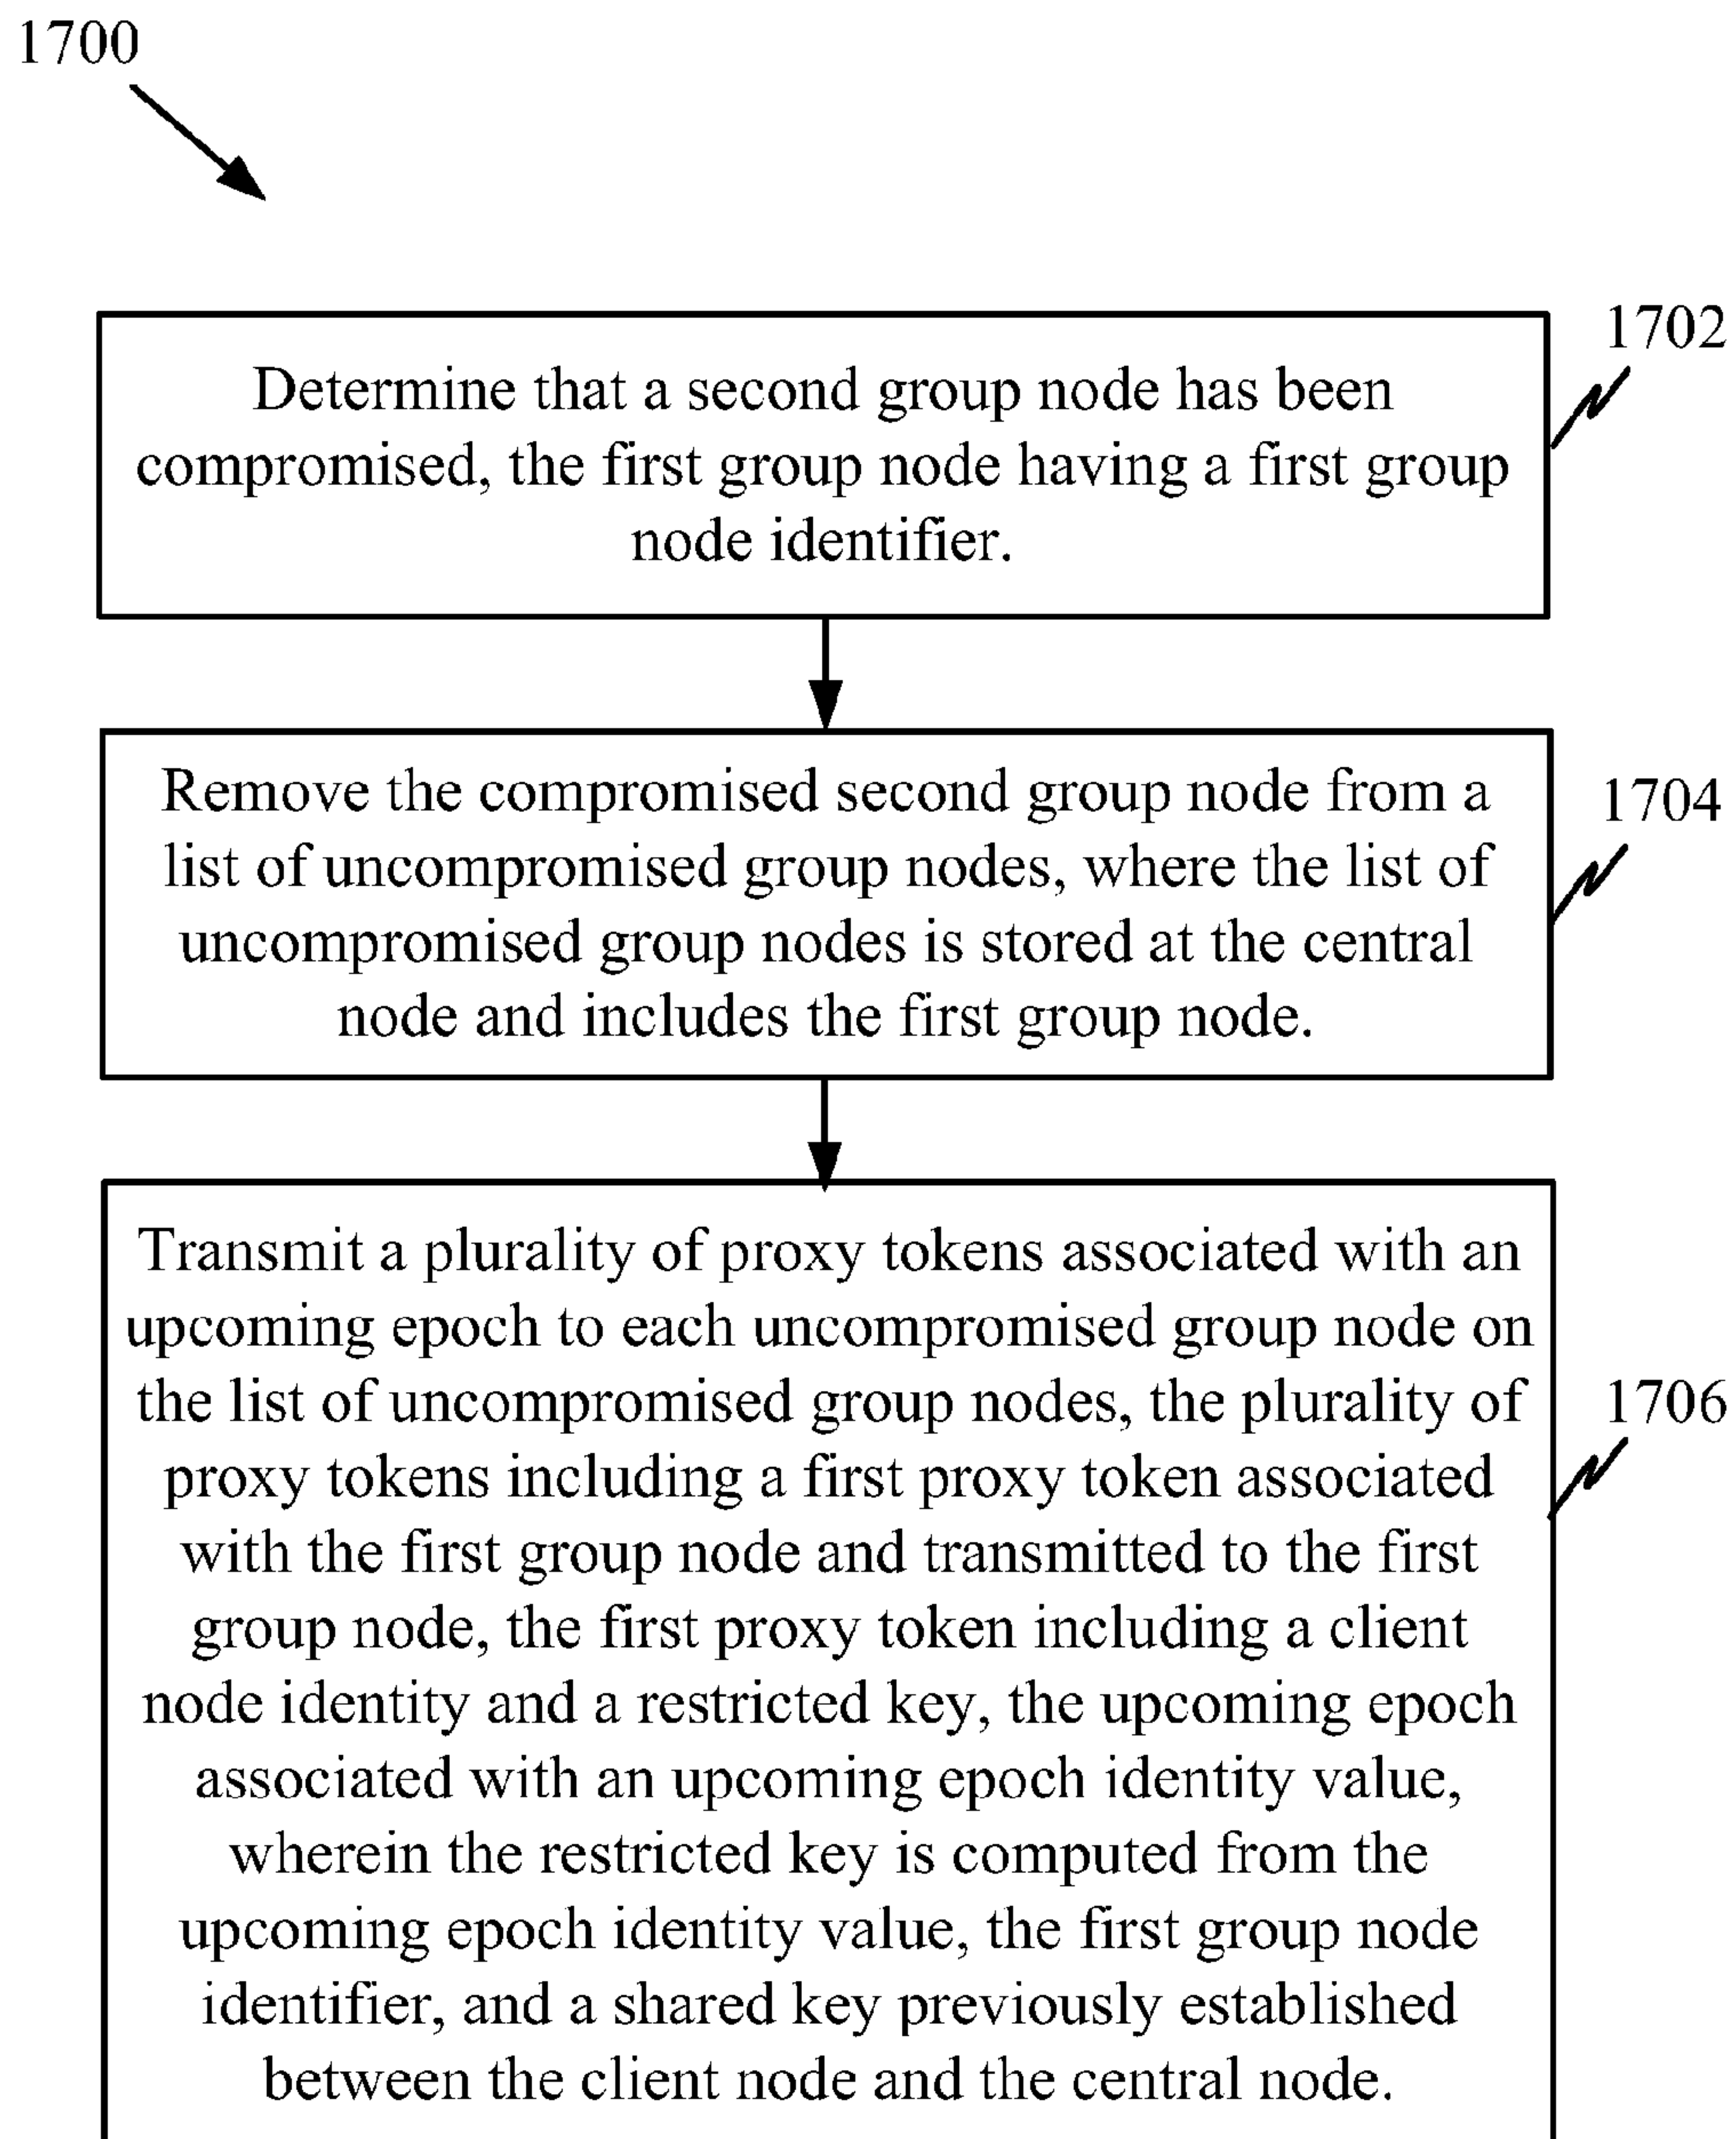 1700
1702
Determine that a second group node has been
compromised, the first group node having a first group
node identifier.
1704
Remove the compromised second group node from a
list of uncompromised group nodes, where the list of
uncompromised group nodes is stored at the central
node and includes the first group node.
Transmit a plurality of proxy tokens associated with an
upcoming epoch to each uncompromised group node on
the list of uncompromised group nodes, the plurality of
1706
proxy tokens including a first proxy token associated
with the first group node and transmitted to the first
group node, the first proxy token including a client
node identity and a restricted key, the upcoming epoch
associated with an upcoming epoch identity value,
wherein the restricted key is computed from the
upcoming epoch identity value, the first group node
identifier, and a shared key previously established
between the client node and the central node.